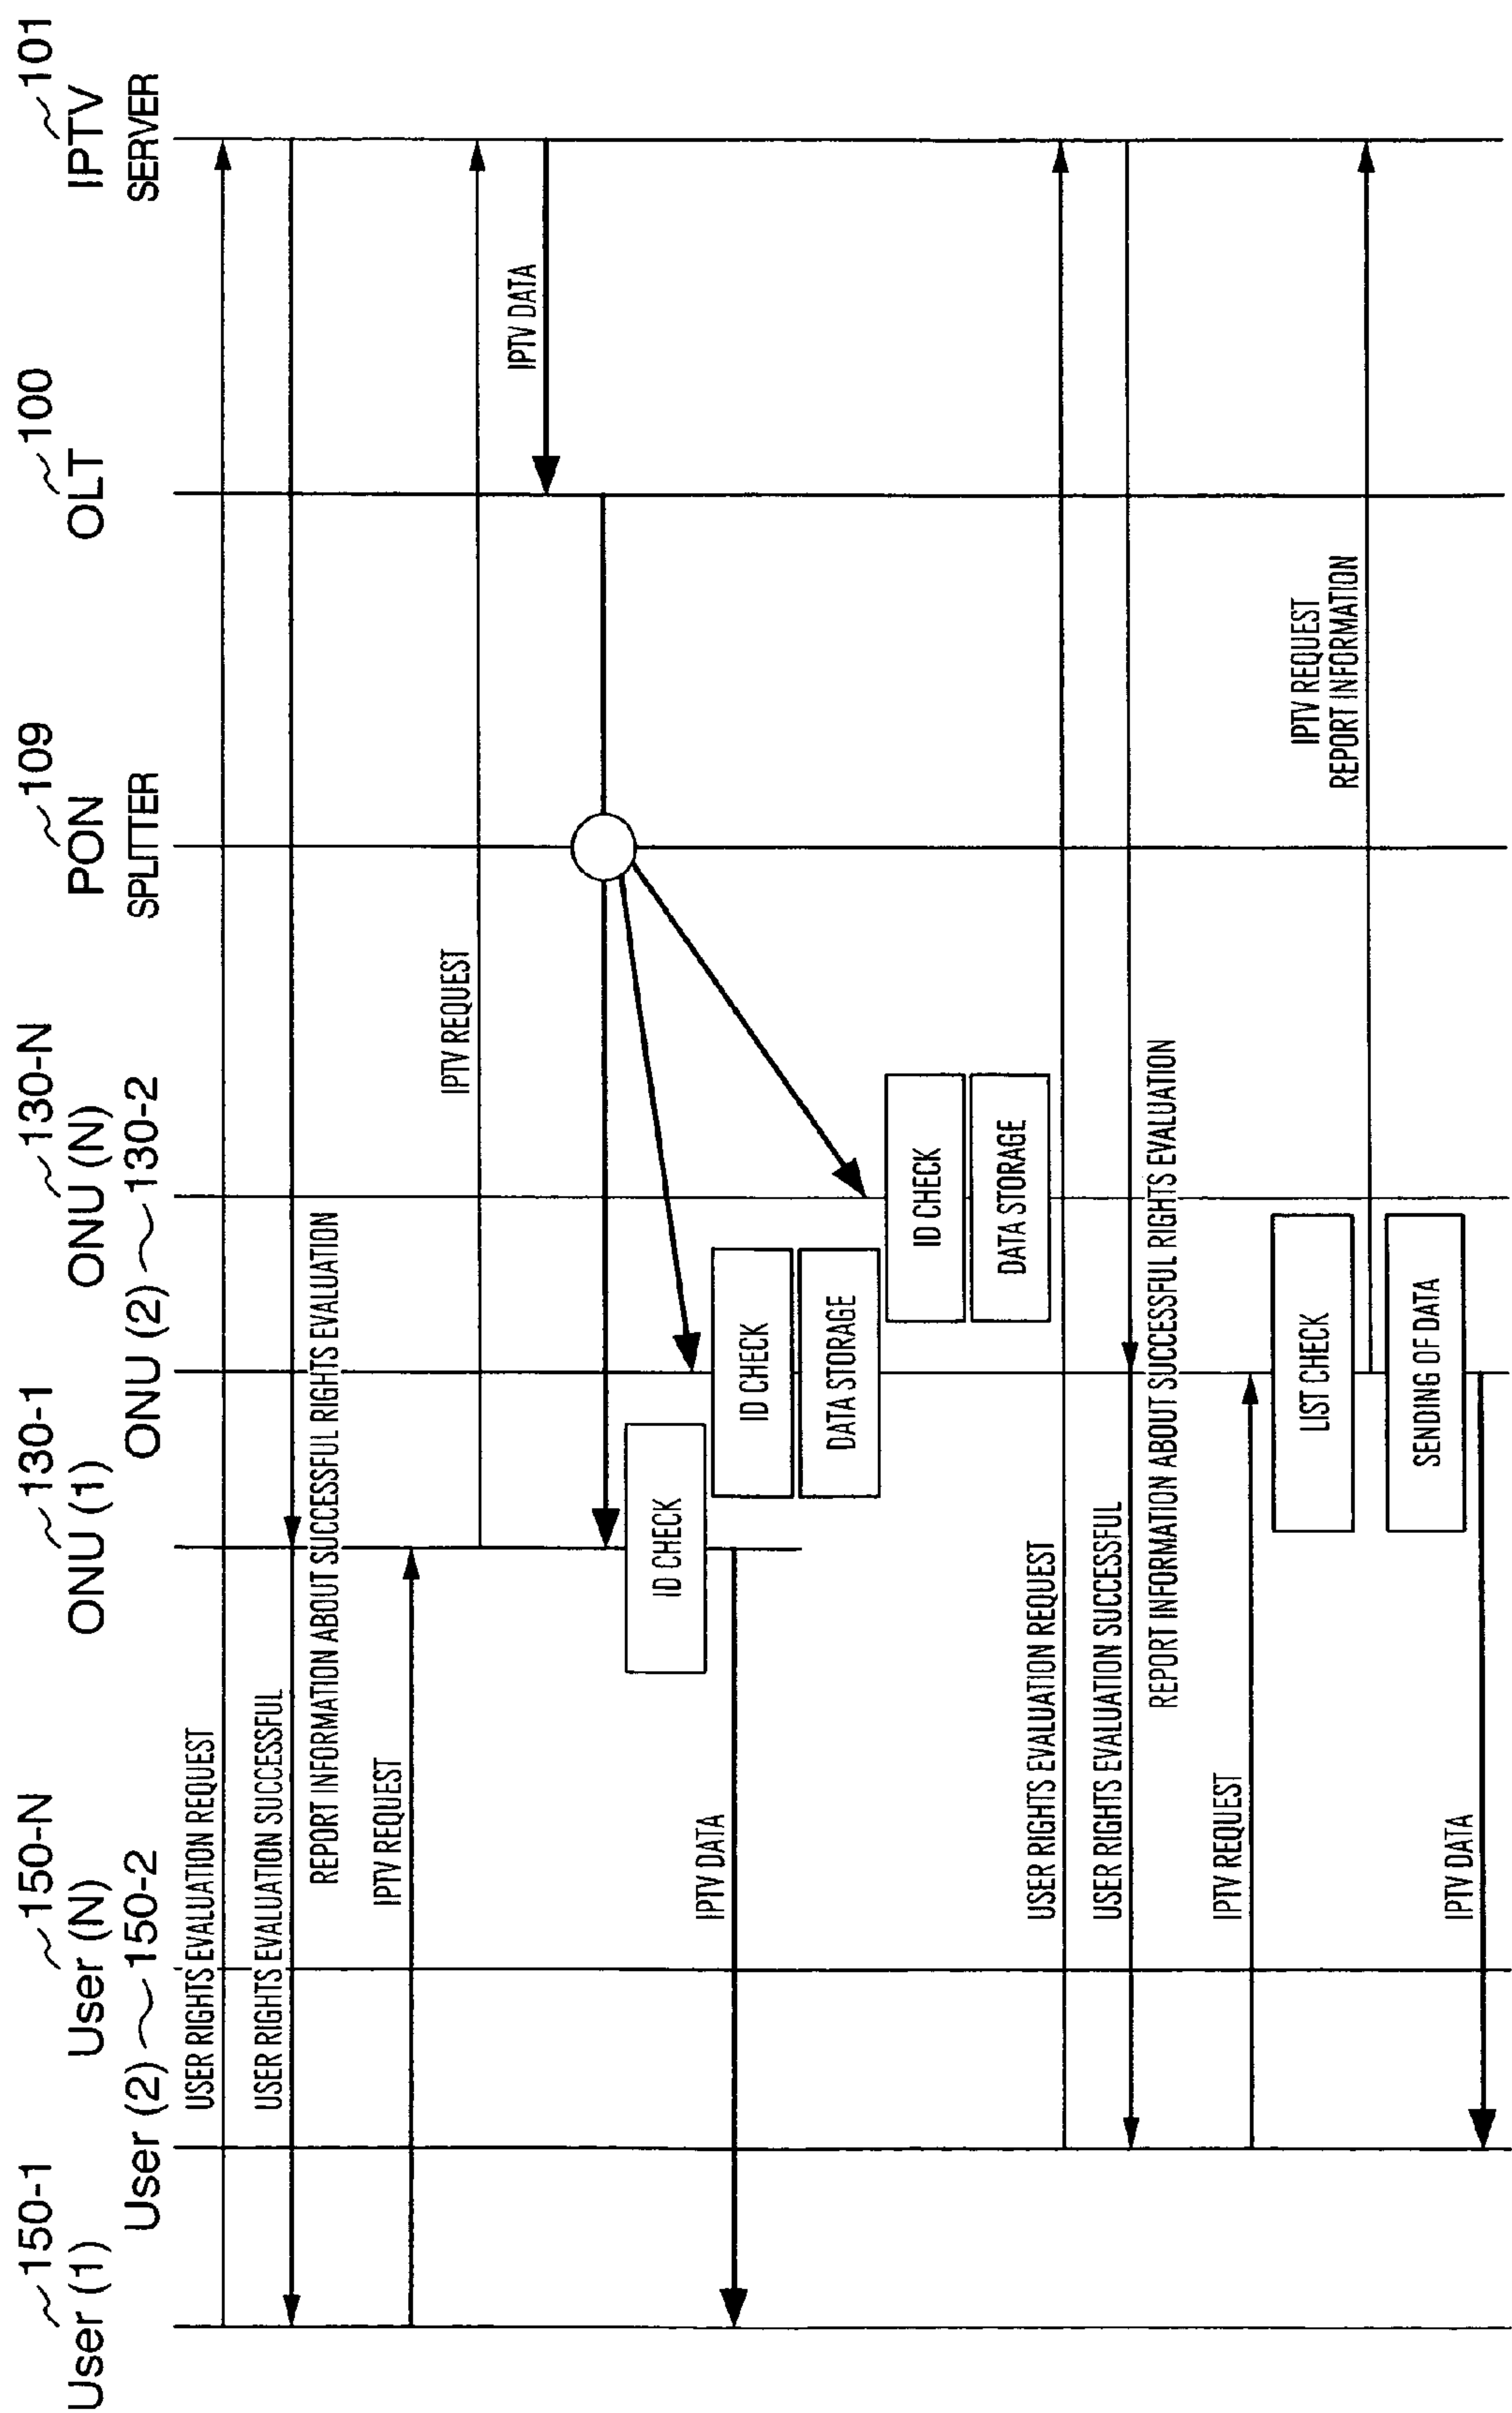 150-1
User (1)
150-N
User (N)
User (2) 150-2
130-1
ONU (1)
130-N
ONU (N)
ONU (2) 130-2
109
PON
SPLITTER
100
OLT
101
IPTV
SERVER
USER RIGHTS EVALUATION REQUEST
USER RIGHTS EVALUATION SUCCESSFUL
REPORT INFORMATION ABOUT SUCCESSFUL RIGHTS EVALUATION
IPTV REQUEST
IPTV REQUEST
IPTV DATA
ID CHECK
IPTV DATA
ID CHECK
DATA STORAGE
ID CHECK
DATA STORAGE
USER RIGHTS EVALUATION REQUEST
USER RIGHTS EVALUATION SUCCESSFUL
REPORT INFORMATION ABOUT SUCCESSFUL RIGHTS EVALUATION
IPTV REQUEST
LIST CHECK
IPTV REQUEST
REPORT INFORMATION
SENDING OF DATA
IPTV DATA